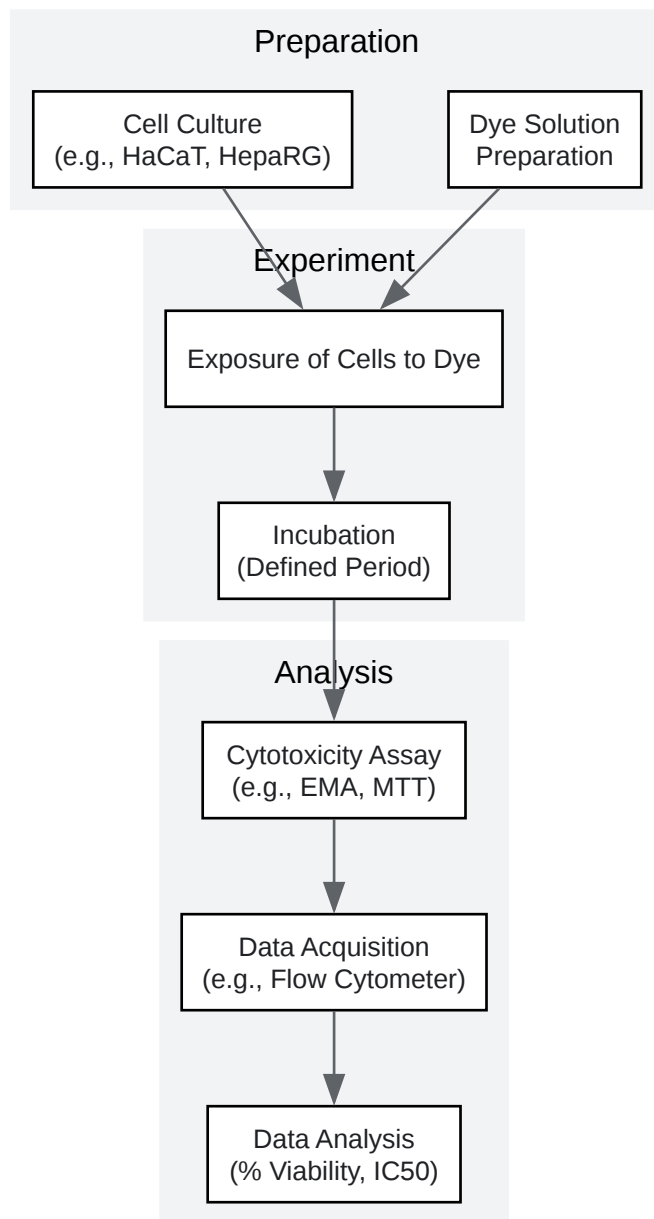 Preparation
Cell Culture
(e.g., HaCaT, HepaRG)
Dye Solution
Preparation
Experiment
Exposure of Cells to Dye
Incubation
(Defined Period)
Analysis
Cytotoxicity Assay
(e.g., EMA, MTT)
Data Acquisition
(e.g., Flow Cytometer)
Data Analysis
(% Viability, IC50)